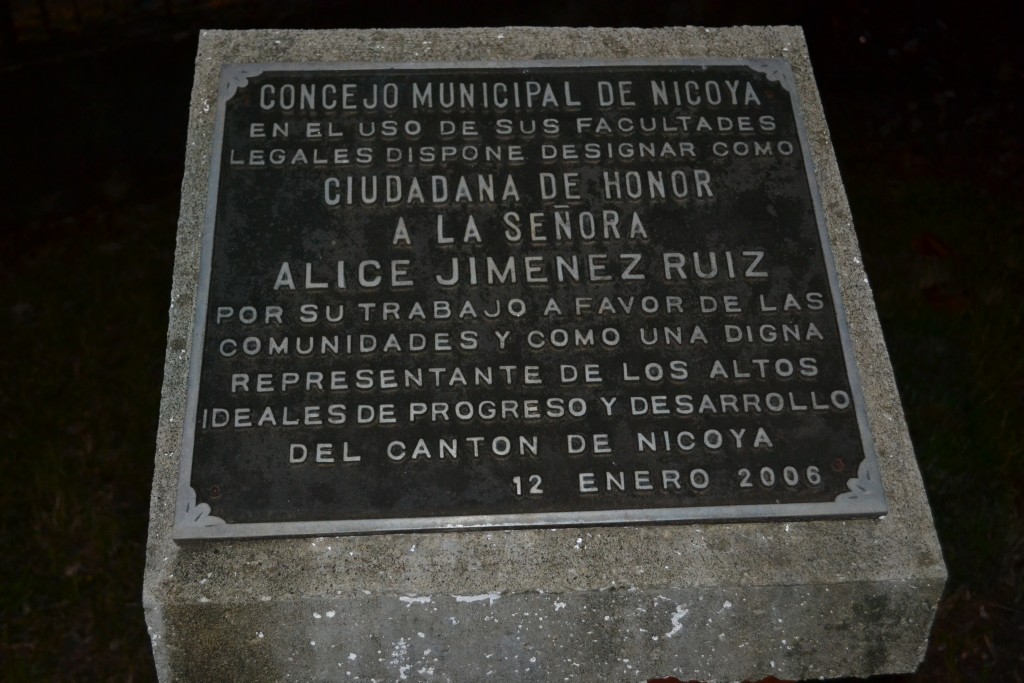 CONCEJO MUNICIPAL DE NICOYA
EN EL USO DE SUS FACULTADES
LEGALES DISPONE DESIGNAR COMO
CIUDADANA DE HONOR
A LA SEÑORA
ALICE JIMENEZ RUIZ
POR SU TRABAJO A FAVOR DE LAS
COMUNIDADES Y COMO UNA DIGNA
REPRESENTANTE DE LOS ALTOS
IDEALES DE PROGRESO Y DESARROLLO
DEL CANTON DE NICOYA
12 ENERO 2006